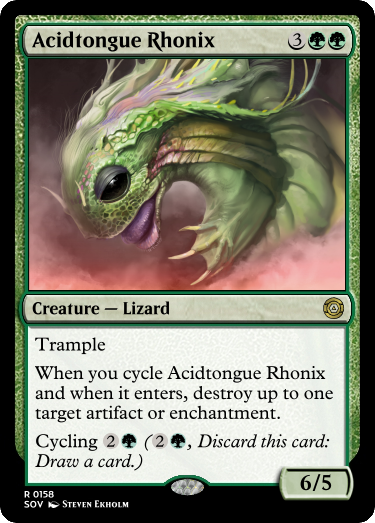 Acidtongue Rhonix 3
Creature — Lizard
Trample
When you cycle Acidtongue Rhonix
and when it enters, destroy up to one
target artifact or enchantment.
Cycling 2 (2, Discard this card:
Draw a card.)
6/5
R 0158
SOV STEVEN EKHOLM